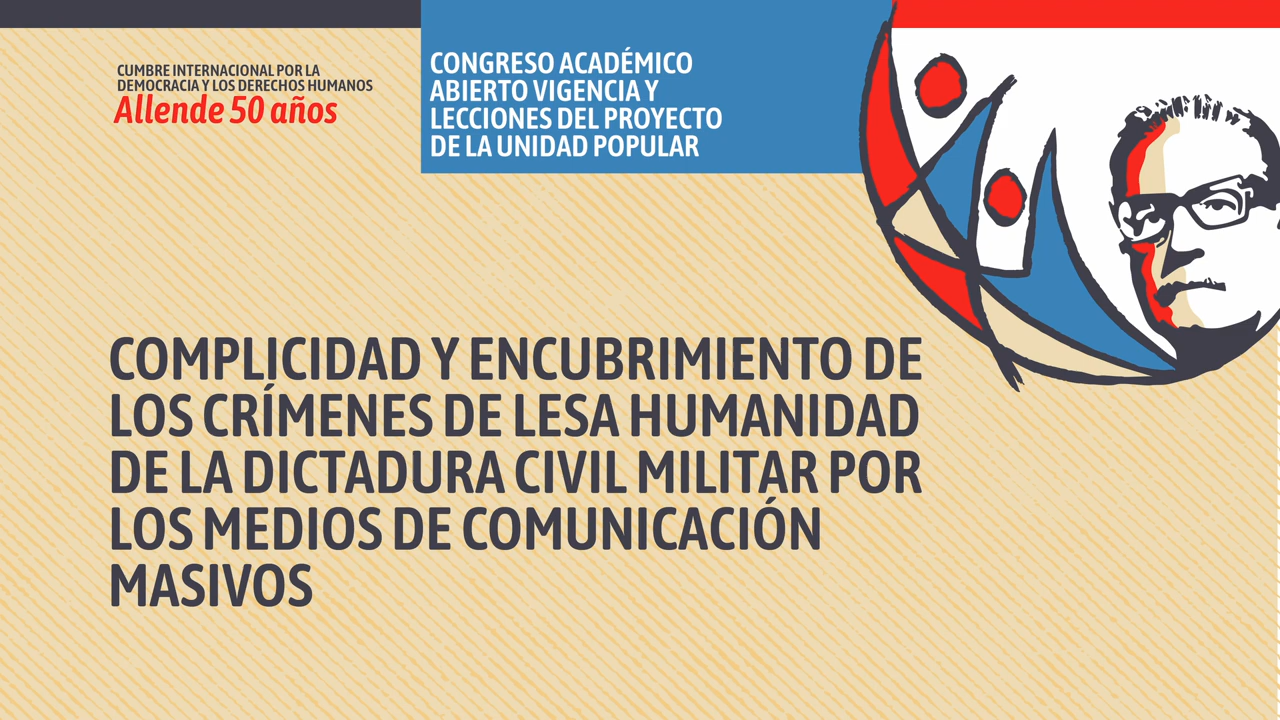 CUMBRE INTERNACIONAL POR LA
DEMOCRACIA Y LOS DERECHOS HUMANOS
Allende 50 años
CONGRESO ACADÉMICO
ABIERTO VIGENCIA Y
LECCIONES DEL PROYECTO
DE LA UNIDAD POPULAR
COMPLICIDAD Y ENCUBRIMIENTO DE
LOS CRÍMENES DE LESA HUMANIDAD
DE LA DICTADURA CIVIL MILITAR POR
LOS MEDIOS DE COMUNICACIÓN
MASIVOS